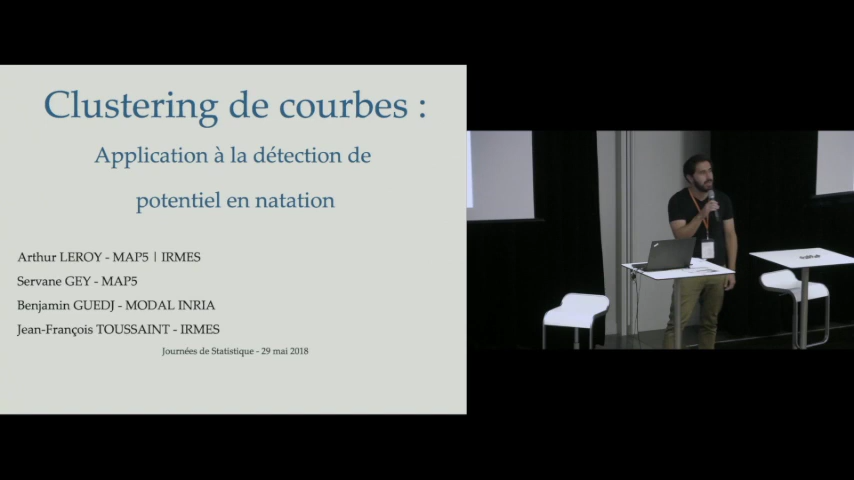 Clustering de courbes :
Application à la détection de
potentiel en natation
Arthur LEROY - MAP5 | IRMES
Servane GEY - MAP5
Benjamin GUEDJ - MODAL INRIA
Jean-François TOUSSAINT - IRMES
Journées de Statistique - 29 mai 2018